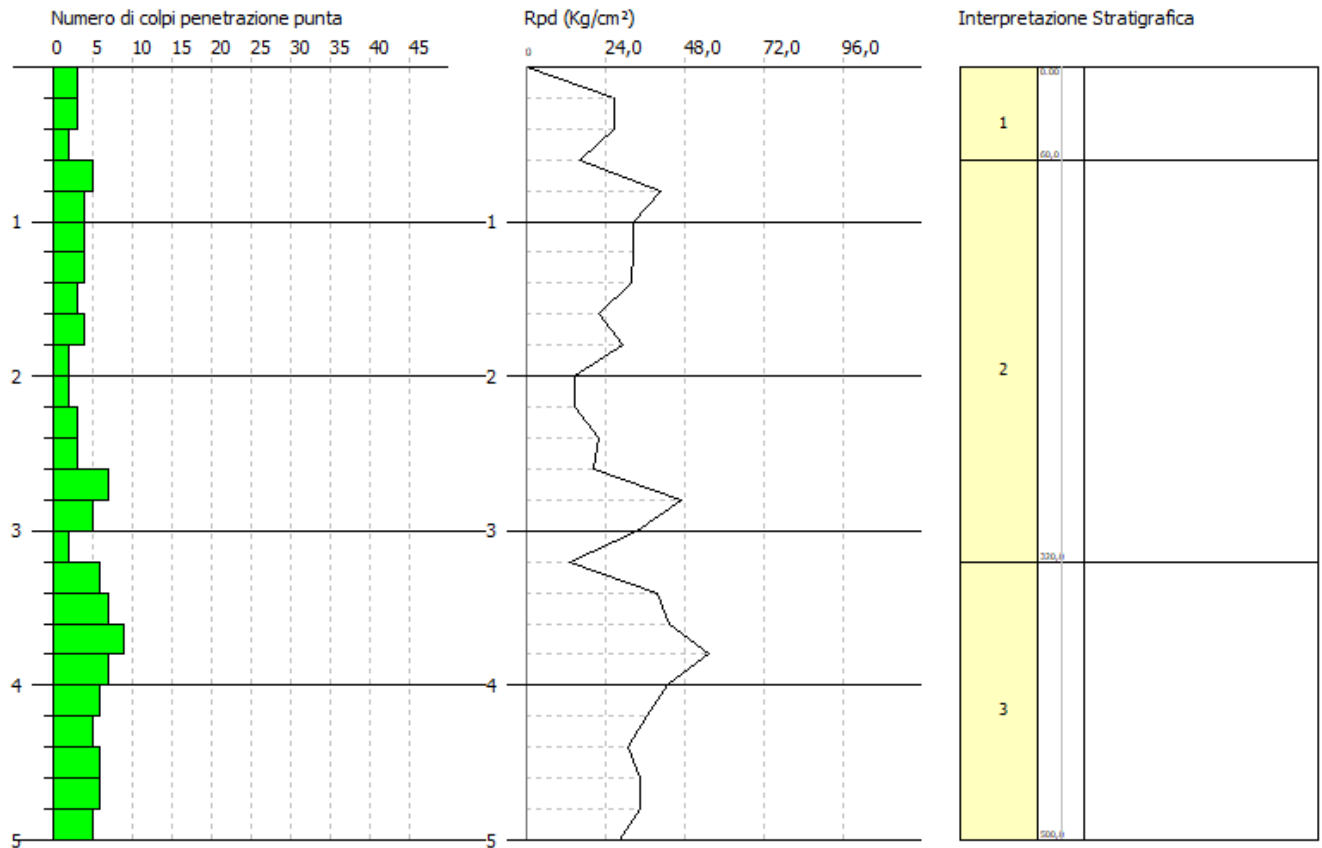 Numero di colpi penetrazione punta
Rpd (Kg/cm²)
Interpretazione Stratigrafica
0 5 10 15 20 25 30 35 40 45
0 24,0 48,0 72,0 96,0
0.00
1
60,0
1 1
2
2 2
3 3
320,0
4 4
3
500,0
5 5